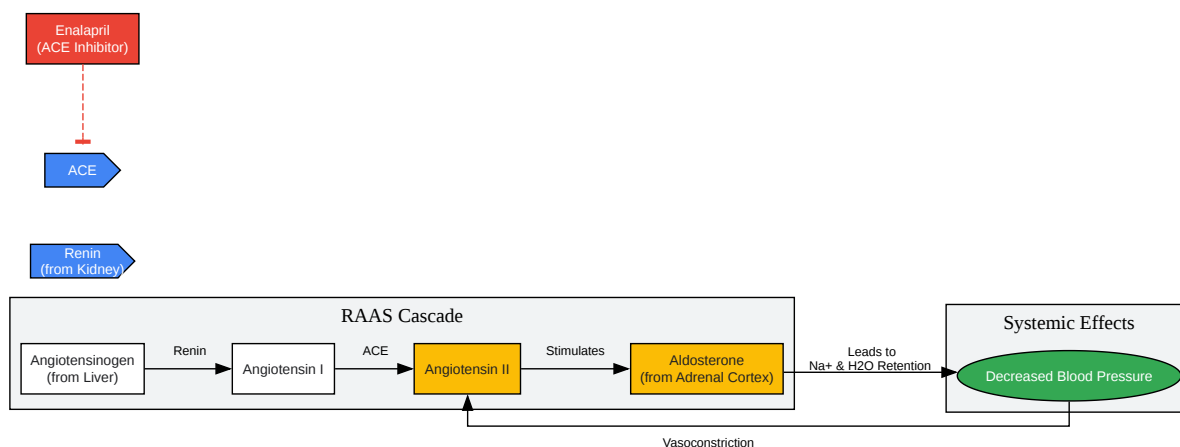 Enalapril
(ACE Inhibitor)
ACE
Renin
(from Kidney)
RAAS Cascade
Angiotensinogen
(from Liver)
Renin
Angiotensin I
ACE
Angiotensin II
Stimulates
Aldosterone
(from Adrenal Cortex)
Leads to
Na+ & H2O Retention
Systemic Effects
Decreased Blood Pressure
Vasoconstriction